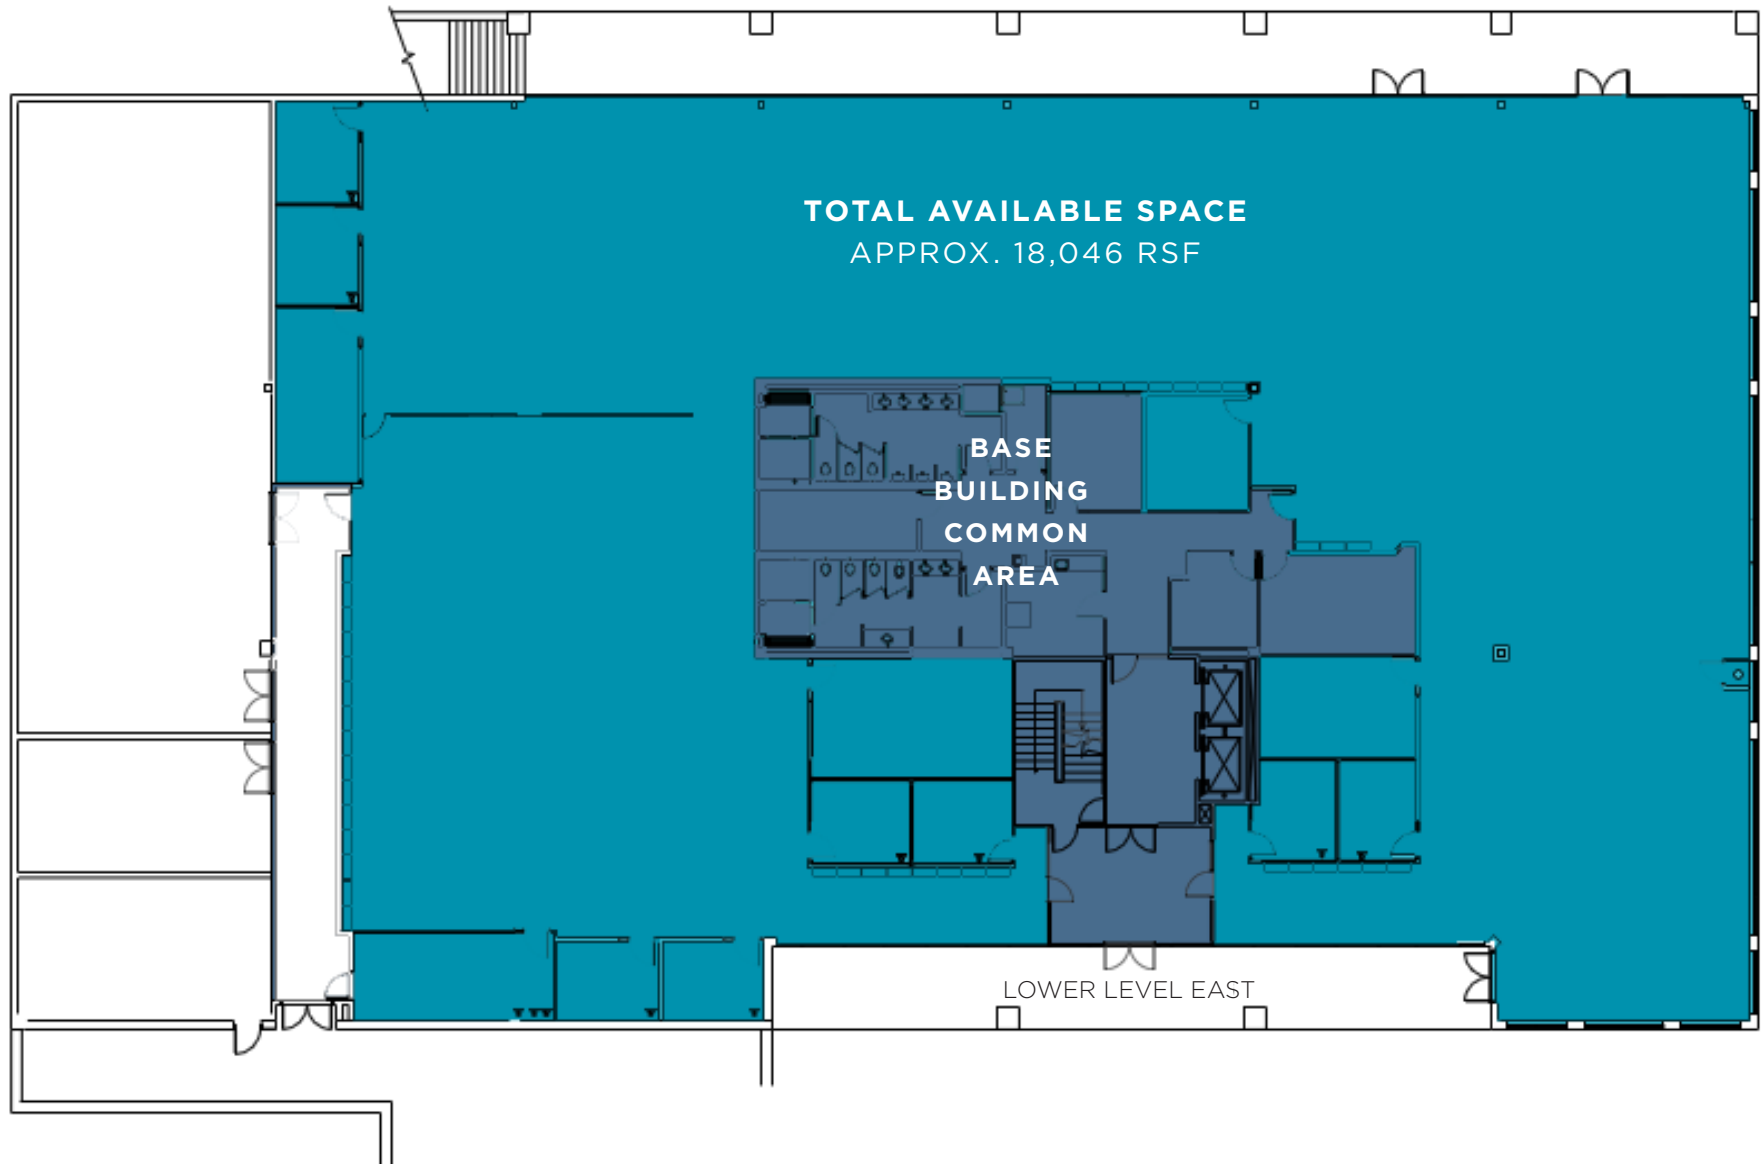 TOTAL AVAILABLE SPACE
APPROX. 18,046 RSF
BASE
BUILDING
COMMON
AREA
LOWER LEVEL EAST